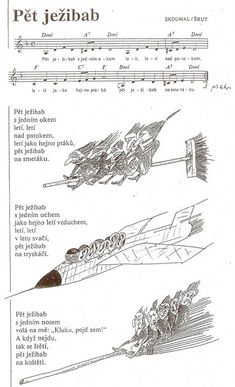 Pět ježibab
SKOUMAL / ŠRUT
Dmi A7 Dmi A7 Dmi
Pět je - ži - bab s jed - ním o - kem le - tí, le - tí nad po - to - kem,
F C F Dmi A7 Dmi
le - tí ja - ko hej - no ptá - ků, pět je - ži - bab na sme - tá - ku.
Pět ježibab
s jedním okem
letí, letí
nad potokem,
letí jako hejno ptáků,
pět ježibab
na smetáku.
Pět ježibab
s jedním uchem
jako hejno letí vzduchem,
letí, letí
v letu svačí,
pět ježibab
na tryskáči.
Pět ježibab
s jedním nosem
volá na mě: "Kluku, pojď sem!"
A když nejdu,
tak se štětí,
pět ježibab
na koštěti.